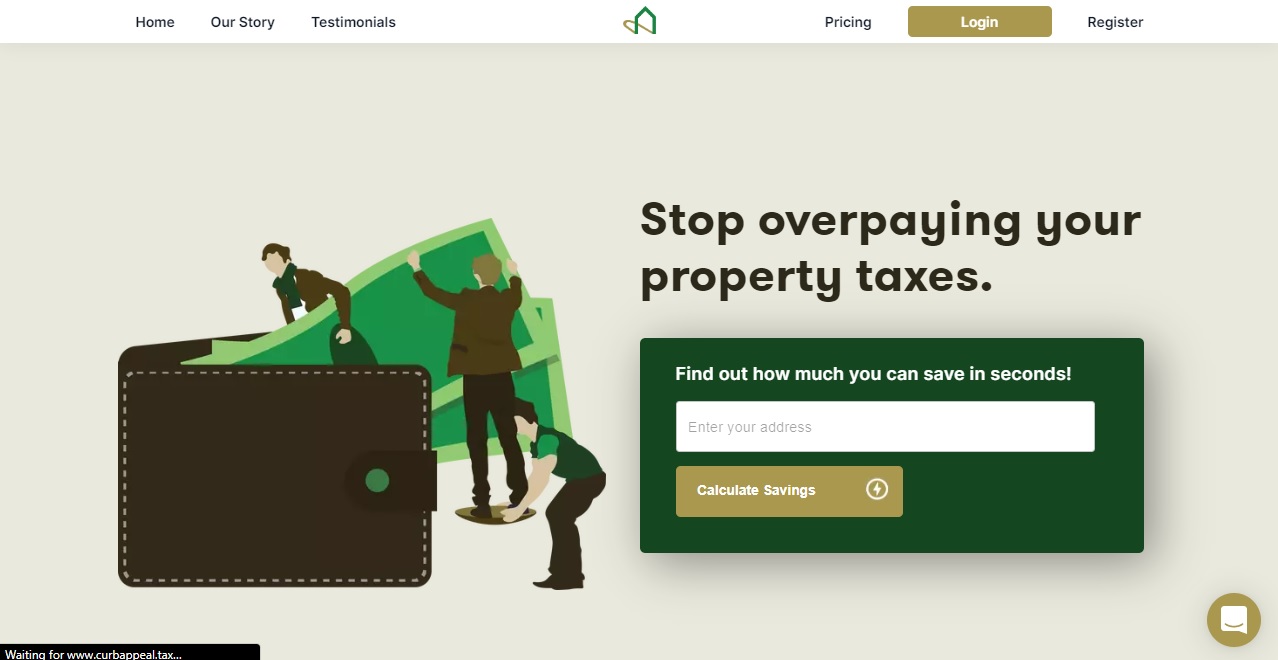 Home Our Story Testimonials Pricing Login Register
Stop overpaying your
property taxes.
Find out how much you can save in seconds!
Enter your address
Calculate Savings
Waiting for www.curbappeal.tax...